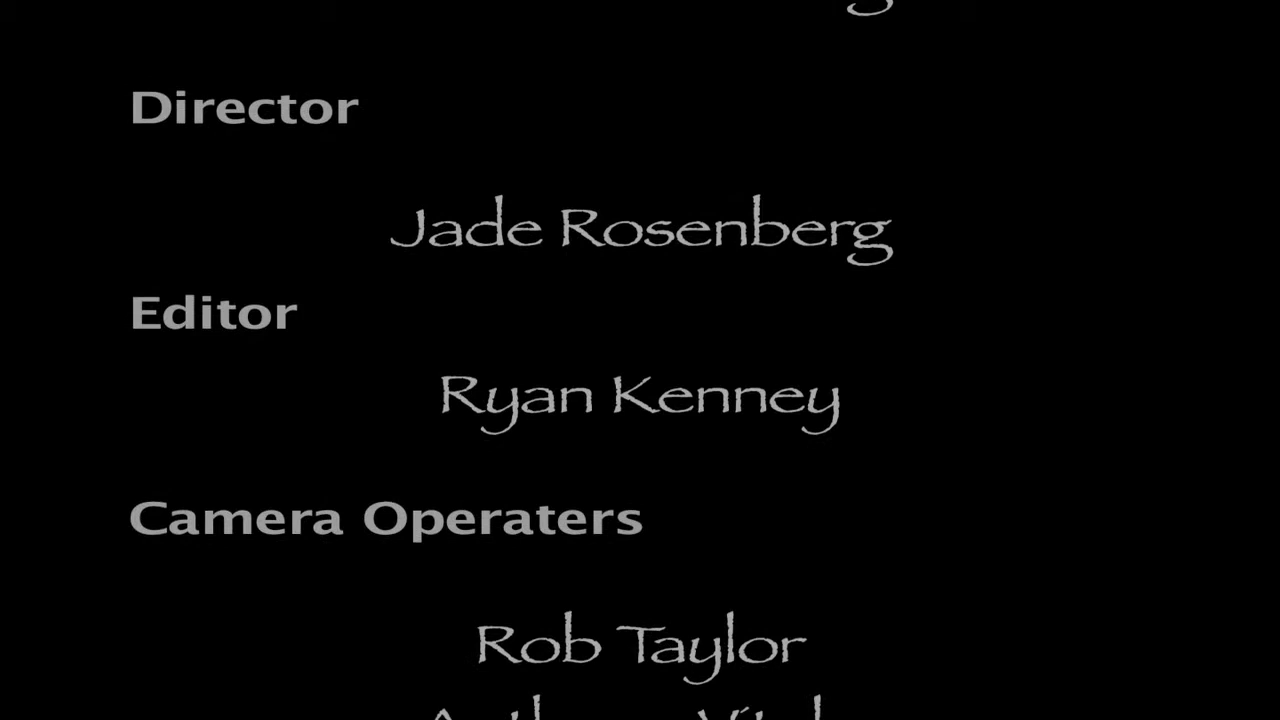 Director
Jade Rosenberg
Editor
Ryan Kenney
Camera Operaters
Rob Taylor